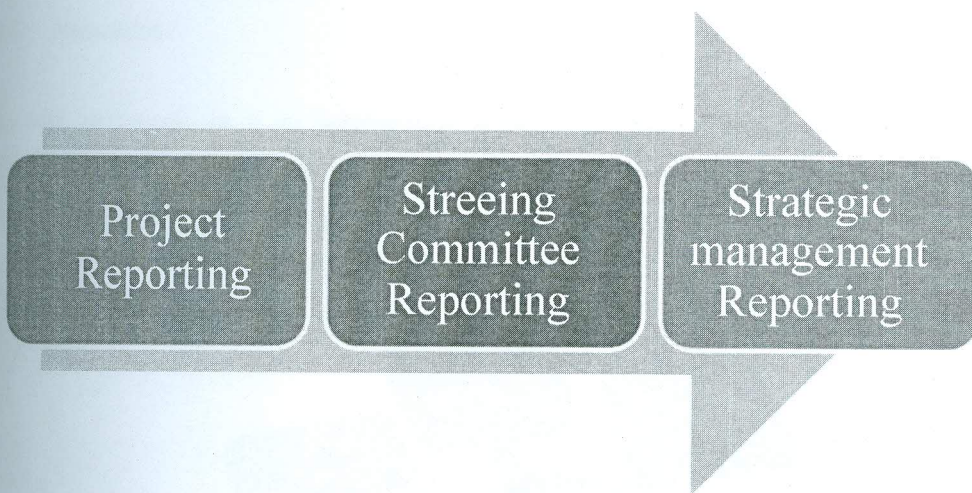 Project
Reporting
Streeing
Committee
Reporting
Strategic
management
Reporting